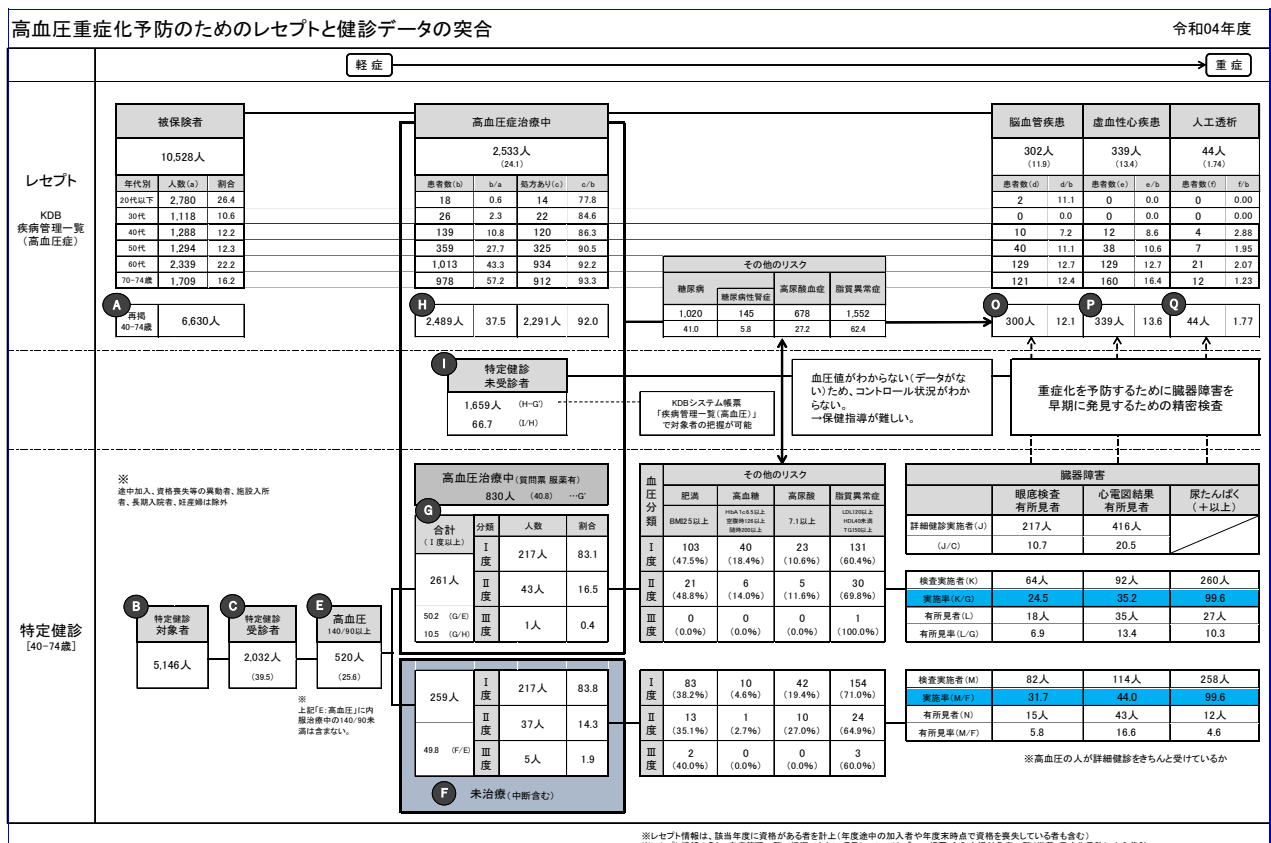 高血圧重症化予防のためのレセプトと健診データの突合
令和04年度
軽症
重症
レセプト
KDB
疾病管理一覧
（高血圧症）
被保険者
10,528人
年代別 人数(a) 割合
20代以下 2,780 26.4
30代 1,118 10.6
40代 1,288 12.2
50代 1,294 12.3
60代 2,339 22.2
70-74歳 1,709 16.2
A
再掲
40-74歳
6,630人
高血圧症治療中
2,533人
(24.1)
患者数(b) b/a 処方あり(c) c/b
18 0.6 14 77.8
26 2.3 22 84.6
139 10.8 120 86.3
359 27.7 325 90.5
1,013 43.3 934 92.2
978 57.2 912 93.3
H
2,489人 37.5 2,291人 92.0
その他のリスク
糖尿病 糖尿病性腎症 高尿酸血症 脂質異常症
1,020 145 678 1,552
41.0 5.8 27.2 62.4
脳血管疾患 虚血性心疾患 人工透析
302人 339人 44人
(11.9) (13.4) (1.74)
患者数(d) d/b 患者数(e) e/b 患者数(f) f/b
2 11.1 0 0.0 0 0.00
0 0.0 0 0.0 0 0.00
10 7.2 12 8.6 4 2.88
40 11.1 38 10.6 7 1.95
129 12.7 129 12.7 21 2.07
121 12.4 160 16.4 12 1.23
O P Q
300人 12.1 339人 13.6 44人 1.77
I
特定健診
未受診者
1,659人 (H-G')
66.7 (I/H)
KDBシステム帳票
「疾病管理一覧(高血圧)」
で対象者の把握が可能
血圧値がわからない(データがな
い)ため、コントロール状況がわか
らない。
→保健指導が難しい。
重症化を予防するために臓器障害を
早期に発見するための精密検査
特定健診
[40-74歳]
※
途中加入、資格喪失等の異動者、施設入所
者、長期入院者、妊産婦は除外
B
特定健診
対象者
5,146人
C
特定健診
受診者
2,032人
(39.5)
E
高血圧
140/90以上
520人
(25.6)
※
上記「E:高血圧」に内
服治療中の140/90未
満は含まない。
高血圧治療中(質問票 服薬有)
830人 (40.8) …G'
G
合計
(Ⅰ度以上)
分類 人数 割合
261人
50.2 (G/E)
10.5 (G/H)
Ⅰ度 217人 83.1
Ⅱ度 43人 16.5
Ⅲ度 1人 0.4
259人
49.8 (F/E)
Ⅰ度 217人 83.8
Ⅱ度 37人 14.3
Ⅲ度 5人 1.9
F 未治療(中断含む)
血圧分類
その他のリスク
肥満 高血糖 高尿酸 脂質異常症
BMI25以上
HbA1c6.5以上
空腹時126以上
随時200以上
7.1以上
LDL120以上
HDL40未満
TG150以上
Ⅰ度 103 40 23 131
(47.5%) (18.4%) (10.6%) (60.4%)
Ⅱ度 21 6 5 30
(48.8%) (14.0%) (11.6%) (69.8%)
Ⅲ度 0 0 0 1
(0.0%) (0.0%) (0.0%) (100.0%)
Ⅰ度 83 10 42 154
(38.2%) (4.6%) (19.4%) (71.0%)
Ⅱ度 13 1 10 24
(35.1%) (2.7%) (27.0%) (64.9%)
Ⅲ度 2 0 0 3
(40.0%) (0.0%) (0.0%) (60.0%)
臓器障害
眼底検査
有所見者
心電図結果
有所見者
尿たんぱく
(+以上)
詳細健診実施者(J) 217人 416人
(J/C) 10.7 20.5
検査実施者(K) 64人 92人 260人
実施率(K/G) 24.5 35.2 99.6
有所見者(L) 18人 35人 27人
有所見率(L/G) 6.9 13.4 10.3
検査実施者(M) 82人 114人 258人
実施率(M/F) 31.7 44.0 99.6
有所見者(N) 15人 43人 12人
有所見率(M/F) 5.8 16.6 4.6
※高血圧の人が詳細健診をきちんと受けているか
※レセプト情報は、該当年度に資格がある者を計上(年度途中の加入者や年度末時点で資格を喪失している者も含む)